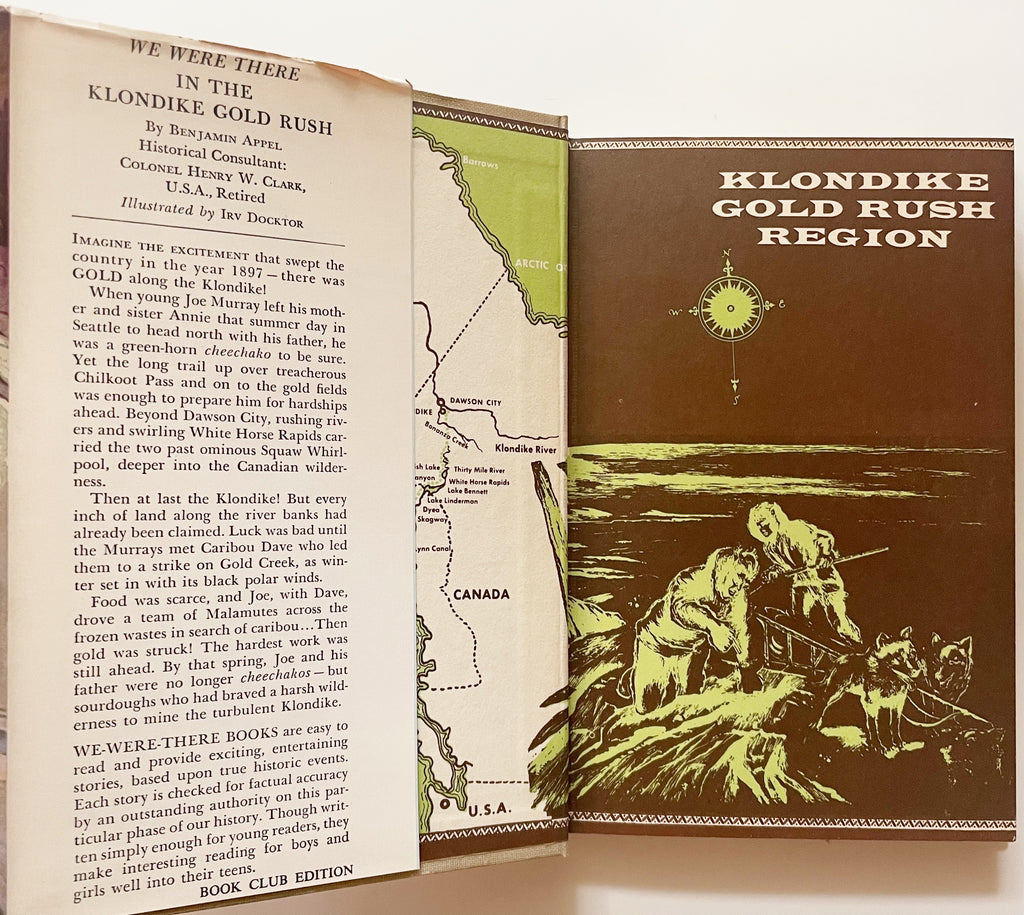 WE WERE THERE
IN THE
KLONDIKE GOLD RUSH
By BENJAMIN APPEL
Historical Consultant:
COLONEL HENRY W. CLARK,
U.S.A., Retired
Illustrated by IRV DOCKTOR
IMAGINE THE EXCITEMENT that swept the
country in the year 1897 — there was
GOLD along the Klondike!
When young Joe Murray left his moth-
er and sister Annie that summer day in
Seattle to head north with his father, he
was a green-horn cheechako to be sure.
Yet the long trail up over treacherous
Chilkoot Pass and on to the gold fields
was enough to prepare him for hardships
ahead. Beyond Dawson City, rushing riv-
ers and swirling White Horse Rapids car-
ried the two past ominous Squaw Whirl-
pool, deeper into the Canadian wilder-
ness.
Then at last the Klondike! But every
inch of land along the river banks had
already been claimed. Luck was bad until
the Murrays met Caribou Dave who led
them to a strike on Gold Creek, as win-
ter set in with its black polar winds.
Food was scarce, and Joe, with Dave,
drove a team of Malamutes across the
frozen wastes in search of caribou...Then
gold was struck! The hardest work was
still ahead. By that spring, Joe and his
father were no longer cheechakos — but
sourdoughs who had braved a harsh wild-
erness to mine the turbulent Klondike.
WE-WERE-THERE BOOKS are easy to
read and provide exciting, entertaining
stories, based upon true historic events.
Each story is checked for factual accuracy
by an outstanding authority on this par-
ticular phase of our history. Though writ-
ten simply enough for young readers, they
make interesting reading for boys and
girls well into their teens.
BOOK CLUB EDITION
Barrows
ARCTIC
DAWSON CITY
DIKE
Bonanza Creek
Klondike River
sh Lake
Thirty Mile River
anyon
White Horse Rapids
Lake Bennett
Lake Linderman
Dyea
Skagway
ynn Canal
CANADA
U.S.A.
KLONDIKE
GOLD RUSH
REGION
N
W
E
S